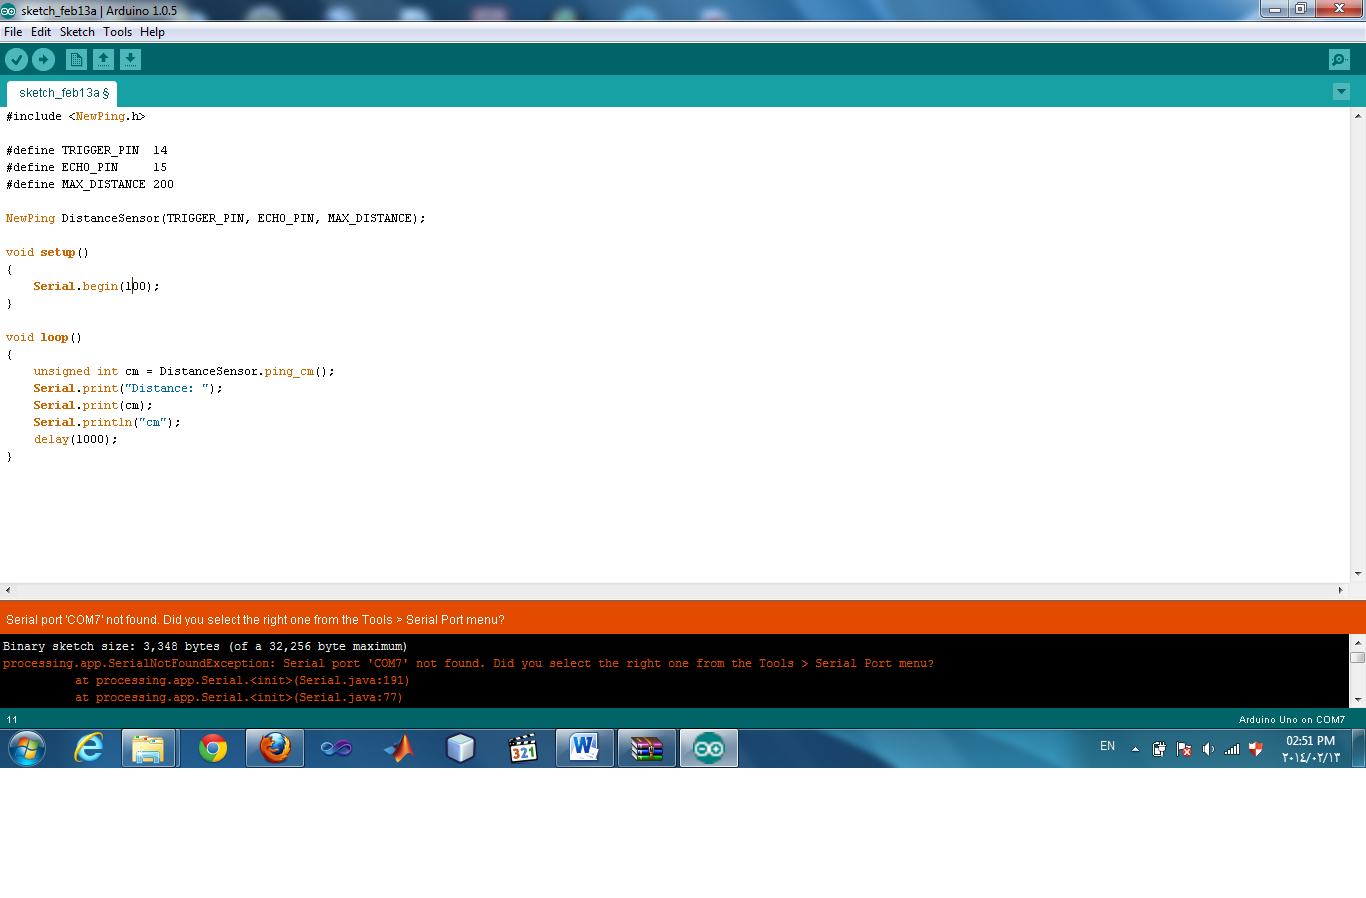 sketch_feb13a | Arduino 1.0.5
File Edit Sketch Tools Help
sketch_feb13a §
#include <NewPing.h>
#define TRIGGER_PIN  14
#define ECHO_PIN     15
#define MAX_DISTANCE 200
NewPing DistanceSensor(TRIGGER_PIN, ECHO_PIN, MAX_DISTANCE);
void setup()
{
Serial.begin(100);
}
void loop()
{
unsigned int cm = DistanceSensor.ping_cm();
Serial.print("Distance: ");
Serial.print(cm);
Serial.println("cm");
delay(1000);
}
Serial port 'COM7' not found. Did you select the right one from the Tools > Serial Port menu?
Binary sketch size: 3,348 bytes (of a 32,256 byte maximum)
processing.app.SerialNotFoundException: Serial port 'COM7' not found. Did you select the right one from the Tools > Serial Port menu?
at processing.app.Serial.<init>(Serial.java:191)
at processing.app.Serial.<init>(Serial.java:77)
11
Arduino Uno on COM7
321
W
EN
02:51 PM
٢٠١٤/٠٢/١٣